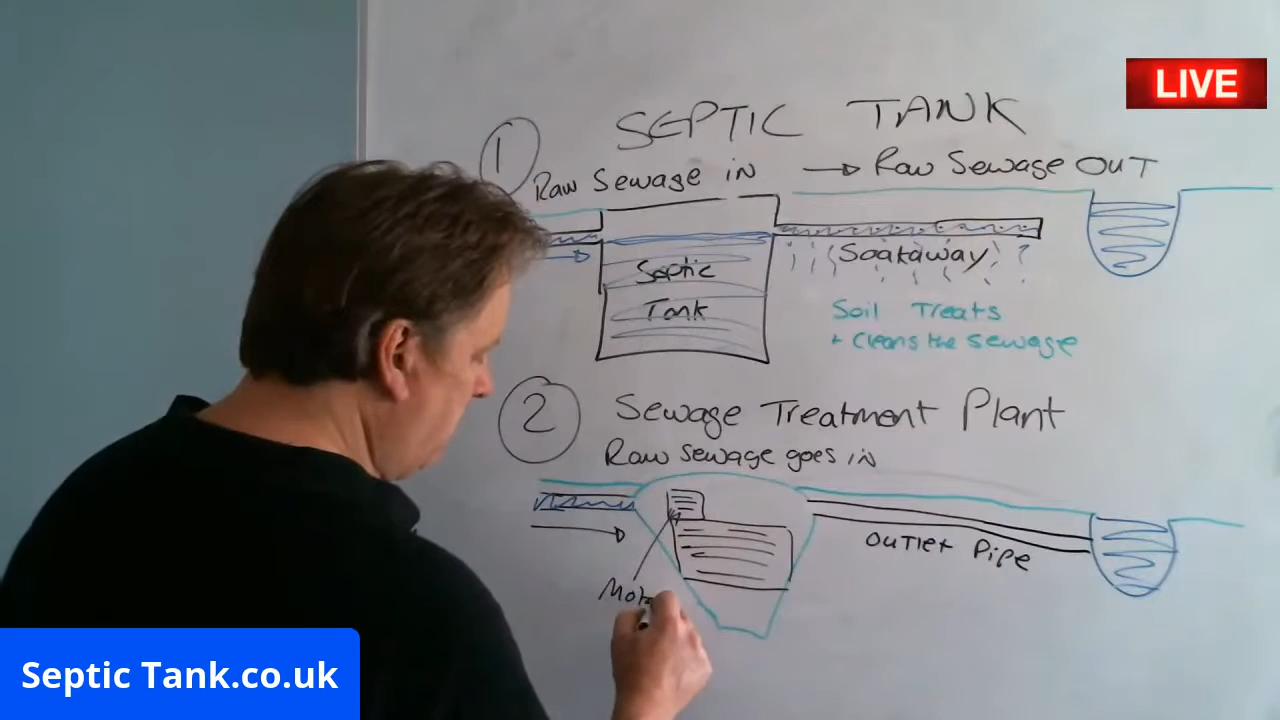 LIVE
SEPTIC TANK
1
Raw Sewage in → Raw Sewage OUT
Septic
Tank
Soakaway
Soil Treats
+ Cleans the sewage
2
Sewage Treatment Plant
Raw sewage goes in
OUTLET Pipe
Septic Tank.co.uk